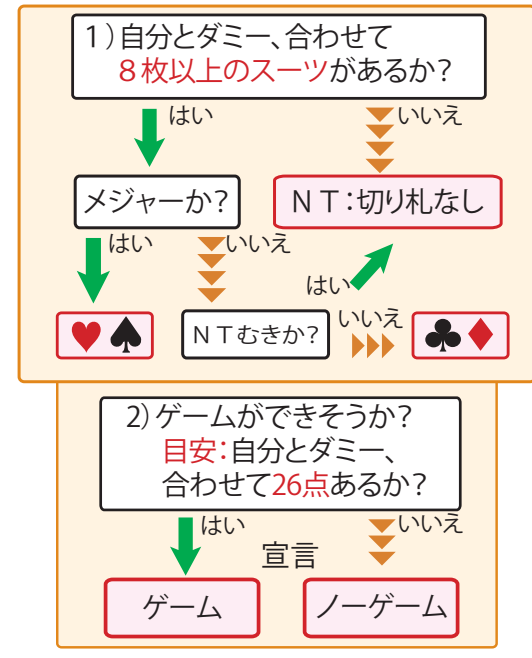 1）自分とダミー、合わせて
８枚以上のスーツがあるか？
はい
いいえ
メジャーか？
ＮＴ：切り札なし
はい
いいえ
はい
ＮＴむきか？
いいえ
2）ゲームができそうか？
目安：自分とダミー、
合わせて26点あるか？
はい
いいえ
宣言
ゲーム
ノーゲーム